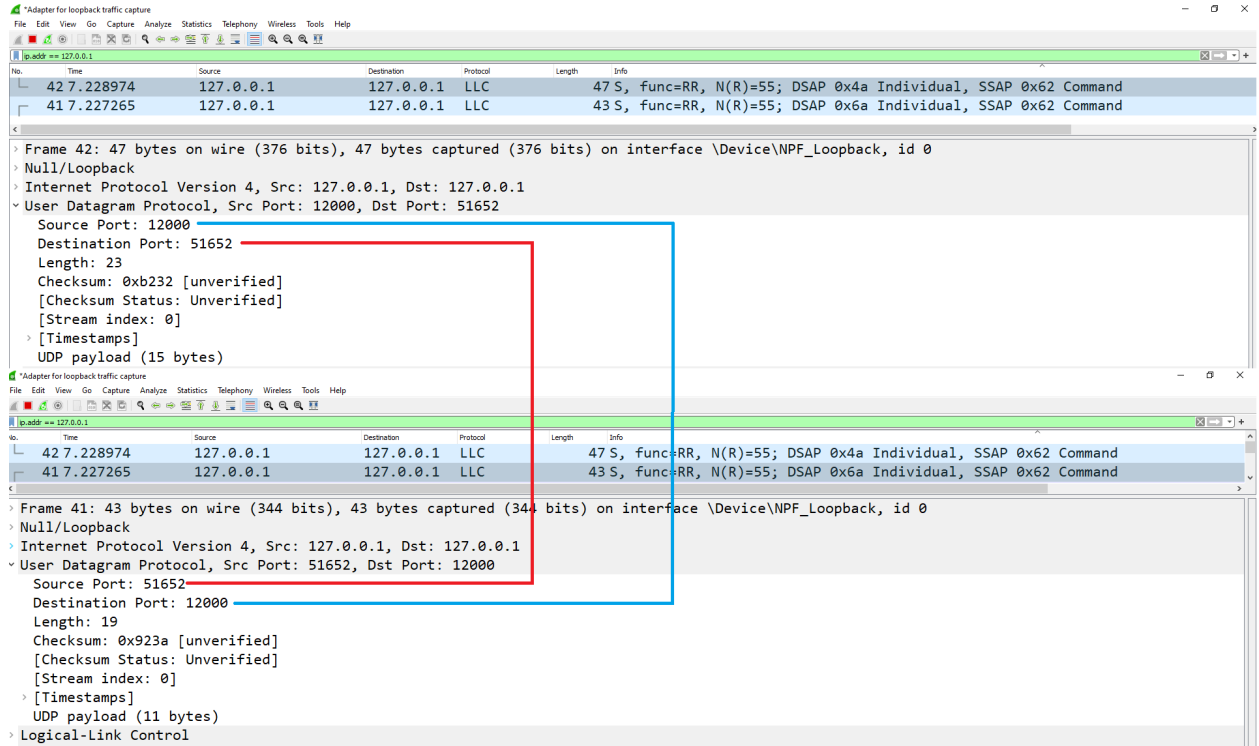 *Adapter for loopback traffic capture
File Edit View Go Capture Analyze Statistics Telephony Wireless Tools Help
ip.addr == 127.0.0.1
No. Time Source Destination Protocol Length Info
42 7.228974 127.0.0.1 127.0.0.1 LLC 47 S, func=RR, N(R)=55; DSAP 0x4a Individual, SSAP 0x62 Command
41 7.227265 127.0.0.1 127.0.0.1 LLC 43 S, func=RR, N(R)=55; DSAP 0x6a Individual, SSAP 0x62 Command
Frame 42: 47 bytes on wire (376 bits), 47 bytes captured (376 bits) on interface \Device\NPF_Loopback, id 0
Null/Loopback
Internet Protocol Version 4, Src: 127.0.0.1, Dst: 127.0.0.1
User Datagram Protocol, Src Port: 12000, Dst Port: 51652
Source Port: 12000
Destination Port: 51652
Length: 23
Checksum: 0xb232 [unverified]
[Checksum Status: Unverified]
[Stream index: 0]
[Timestamps]
UDP payload (15 bytes)
*Adapter for loopback traffic capture
File Edit View Go Capture Analyze Statistics Telephony Wireless Tools Help
ip.addr == 127.0.0.1
No. Time Source Destination Protocol Length Info
42 7.228974 127.0.0.1 127.0.0.1 LLC 47 S, func=RR, N(R)=55; DSAP 0x4a Individual, SSAP 0x62 Command
41 7.227265 127.0.0.1 127.0.0.1 LLC 43 S, func=RR, N(R)=55; DSAP 0x6a Individual, SSAP 0x62 Command
Frame 41: 43 bytes on wire (344 bits), 43 bytes captured (344 bits) on interface \Device\NPF_Loopback, id 0
Null/Loopback
Internet Protocol Version 4, Src: 127.0.0.1, Dst: 127.0.0.1
User Datagram Protocol, Src Port: 51652, Dst Port: 12000
Source Port: 51652
Destination Port: 12000
Length: 19
Checksum: 0x923a [unverified]
[Checksum Status: Unverified]
[Stream index: 0]
[Timestamps]
UDP payload (11 bytes)
Logical-Link Control